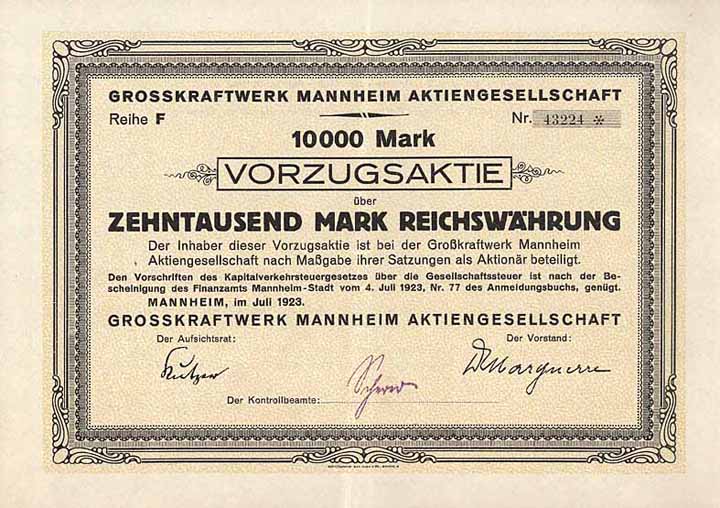 GROSSKRAFTWERK MANNHEIM AKTIENGESELLSCHAFT
Reihe F Nr. 43224 *
10000 Mark
VORZUGSAKTIE
über
ZEHNTAUSEND MARK REICHSWÄHRUNG
Der Inhaber dieser Vorzugsaktie ist bei der Großkraftwerk Mannheim
Aktiengesellschaft nach Maßgabe ihrer Satzungen als Aktionär beteiligt.
Den Vorschriften des Kapitalverkehrsteuergesetzes über die Gesellschaftssteuer ist nach der Be-
scheinigung des Finanzamts Mannheim-Stadt vom 4. Juli 1923, Nr. 77 des Anmeldungsbuchs, genügt.
MANNHEIM, im Juli 1923.
GROSSKRAFTWERK MANNHEIM AKTIENGESELLSCHAFT
Der Aufsichtsrat: Der Vorstand:
Kutzer Marguerre
Der Kontrollbeamte: